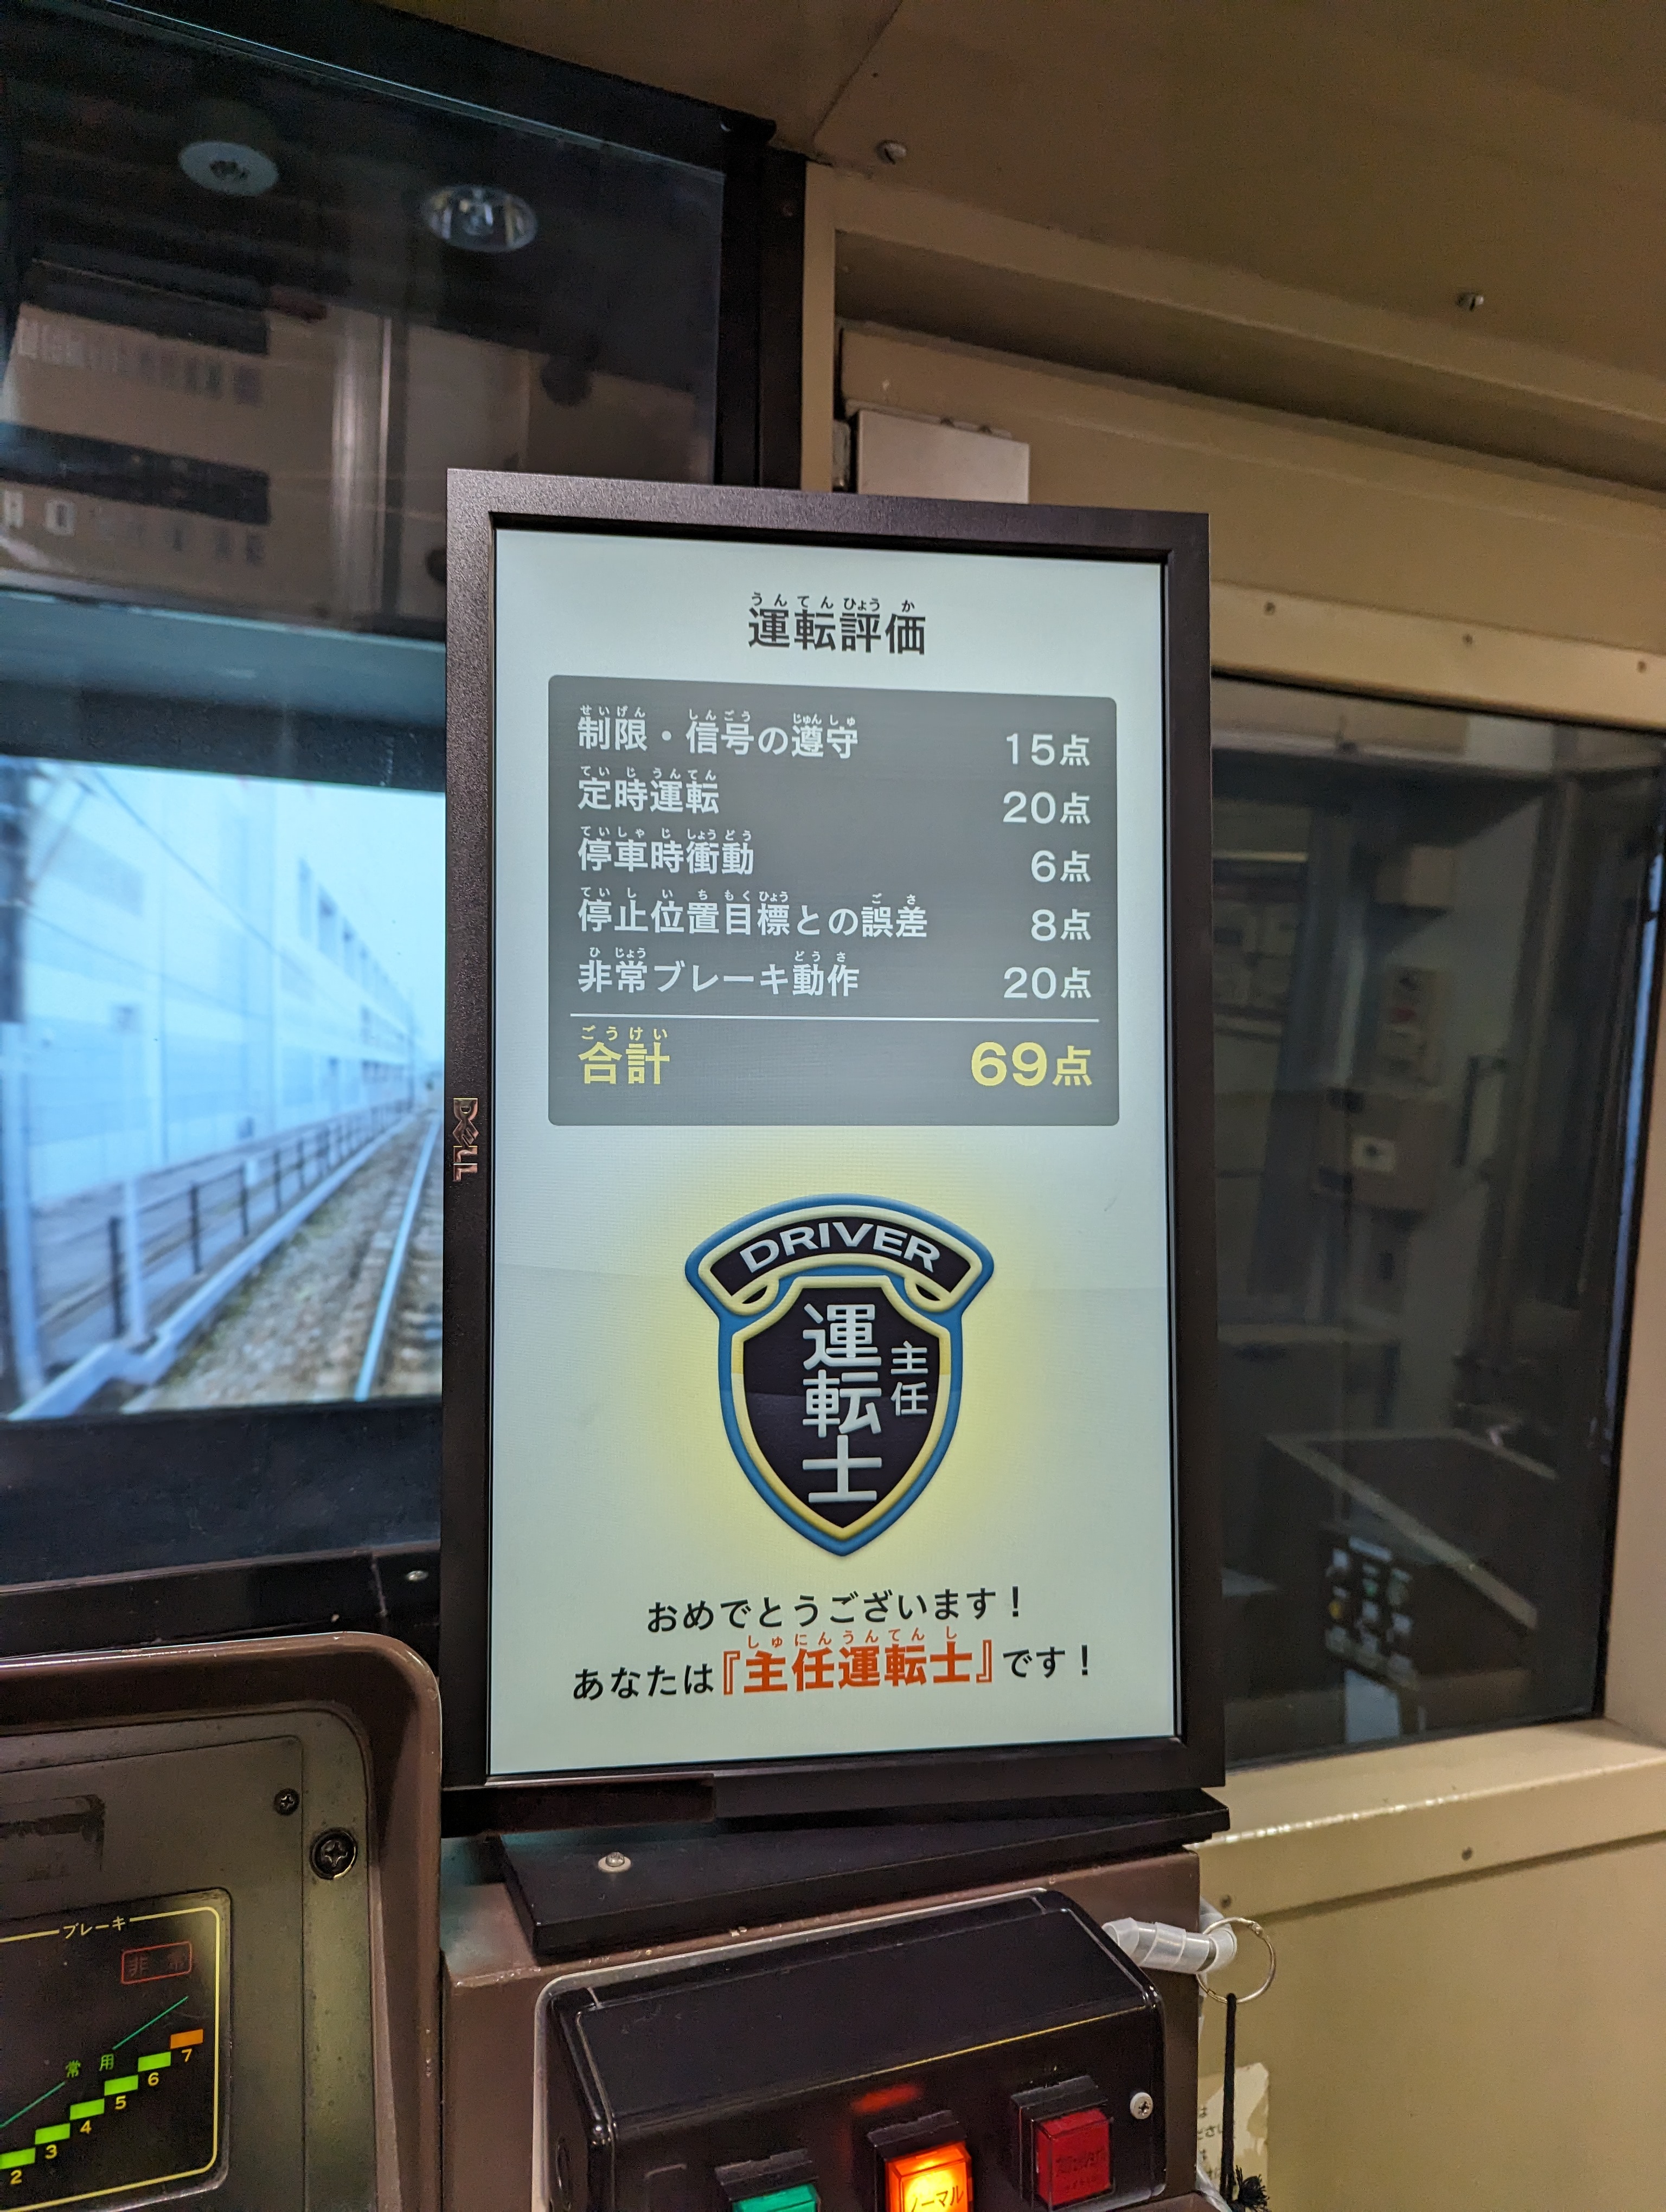 運転評価
制限・信号の遵守 15点
定時運転 20点
停車時衝動 6点
停止位置目標との誤差 8点
非常ブレーキ動作 20点
合計 69点
DRIVER
主任
運転士
おめでとうございます！
あなたは『主任運転士』です！
DELL
ブレーキ
非常
常用
7
6
5
4
3
2
ノーマル